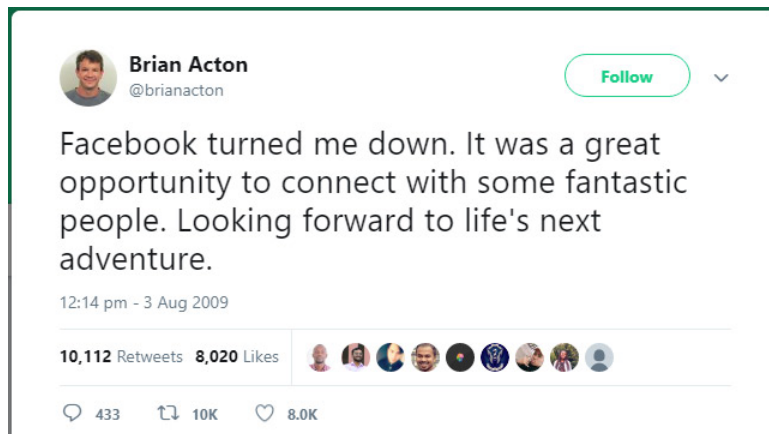 Brian Acton
@brianacton
Follow
Facebook turned me down. It was a great
opportunity to connect with some fantastic
people. Looking forward to life's next
adventure.
12:14 pm - 3 Aug 2009
10,112 Retweets 8,020 Likes
433 10K 8.0K